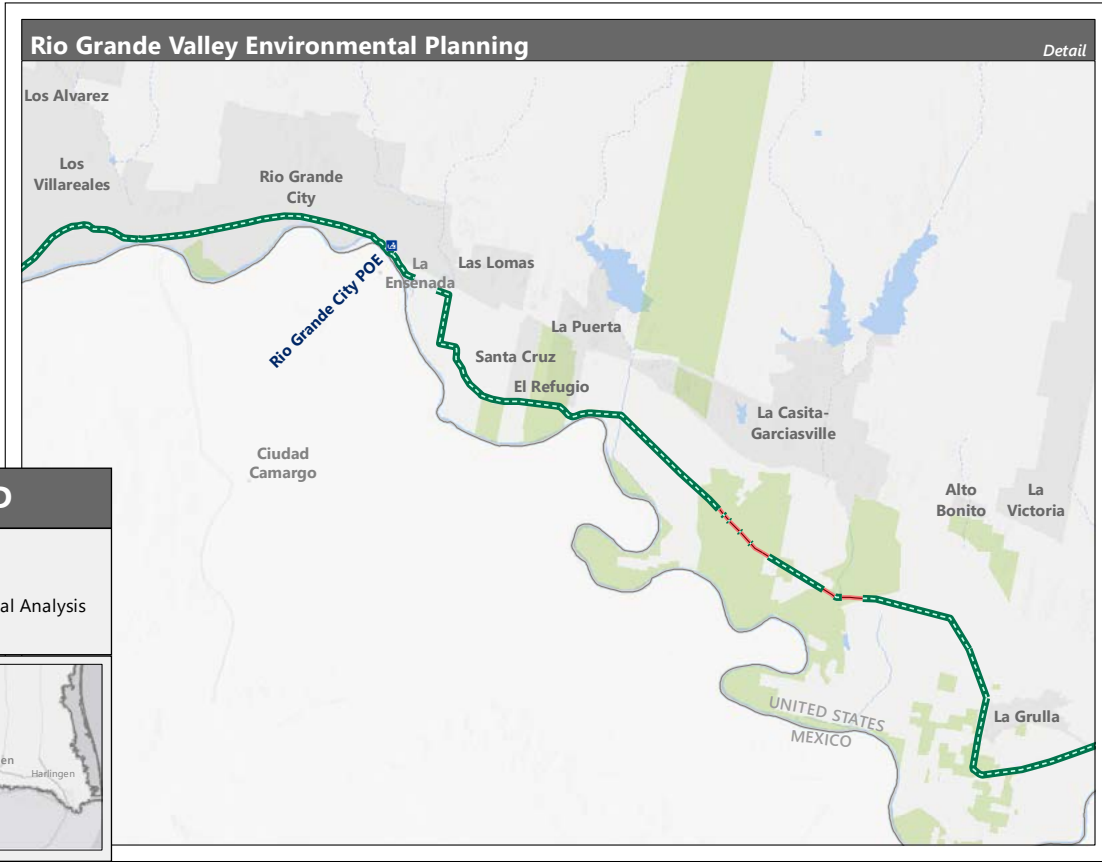 Rio Grande Valley Environmental Planning
Detail
Los Alvarez
Los
Villareales
Rio Grande
City
Rio Grande City POE
La
Ensenada
Las Lomas
La Puerta
Santa Cruz
El Refugio
La Casita-
Garciasville
Ciudad
Camargo
Alto
Bonito
La
Victoria
D
al Analysis
UNITED STATES
MEXICO
La Grulla
en
Harlingen